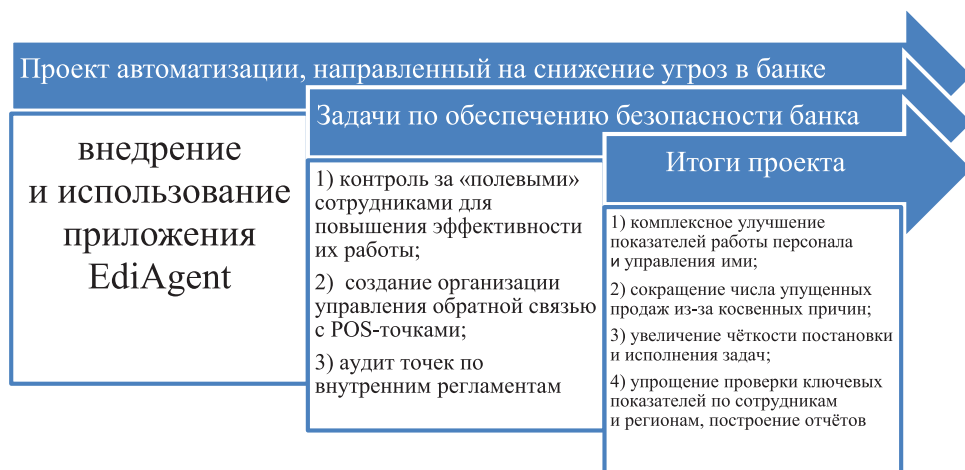 Проект автоматизации, направленный на снижение угроз в банке
внедрение
и использование
приложения
EdiAgent
Задачи по обеспечению безопасности банка
1) контроль за «полевыми»
сотрудниками для
повышения эффективности
их работы;
2) создание организации
управления обратной связью
с POS-точками;
3) аудит точек по
внутренним регламентам
Итоги проекта
1) комплексное улучшение
показателей работы персонала
и управления ими;
2) сокращение числа упущенных
продаж из-за косвенных причин;
3) увеличение чёткости постановки
и исполнения задач;
4) упрощение проверки ключевых
показателей по сотрудникам
и регионам, построение отчётов